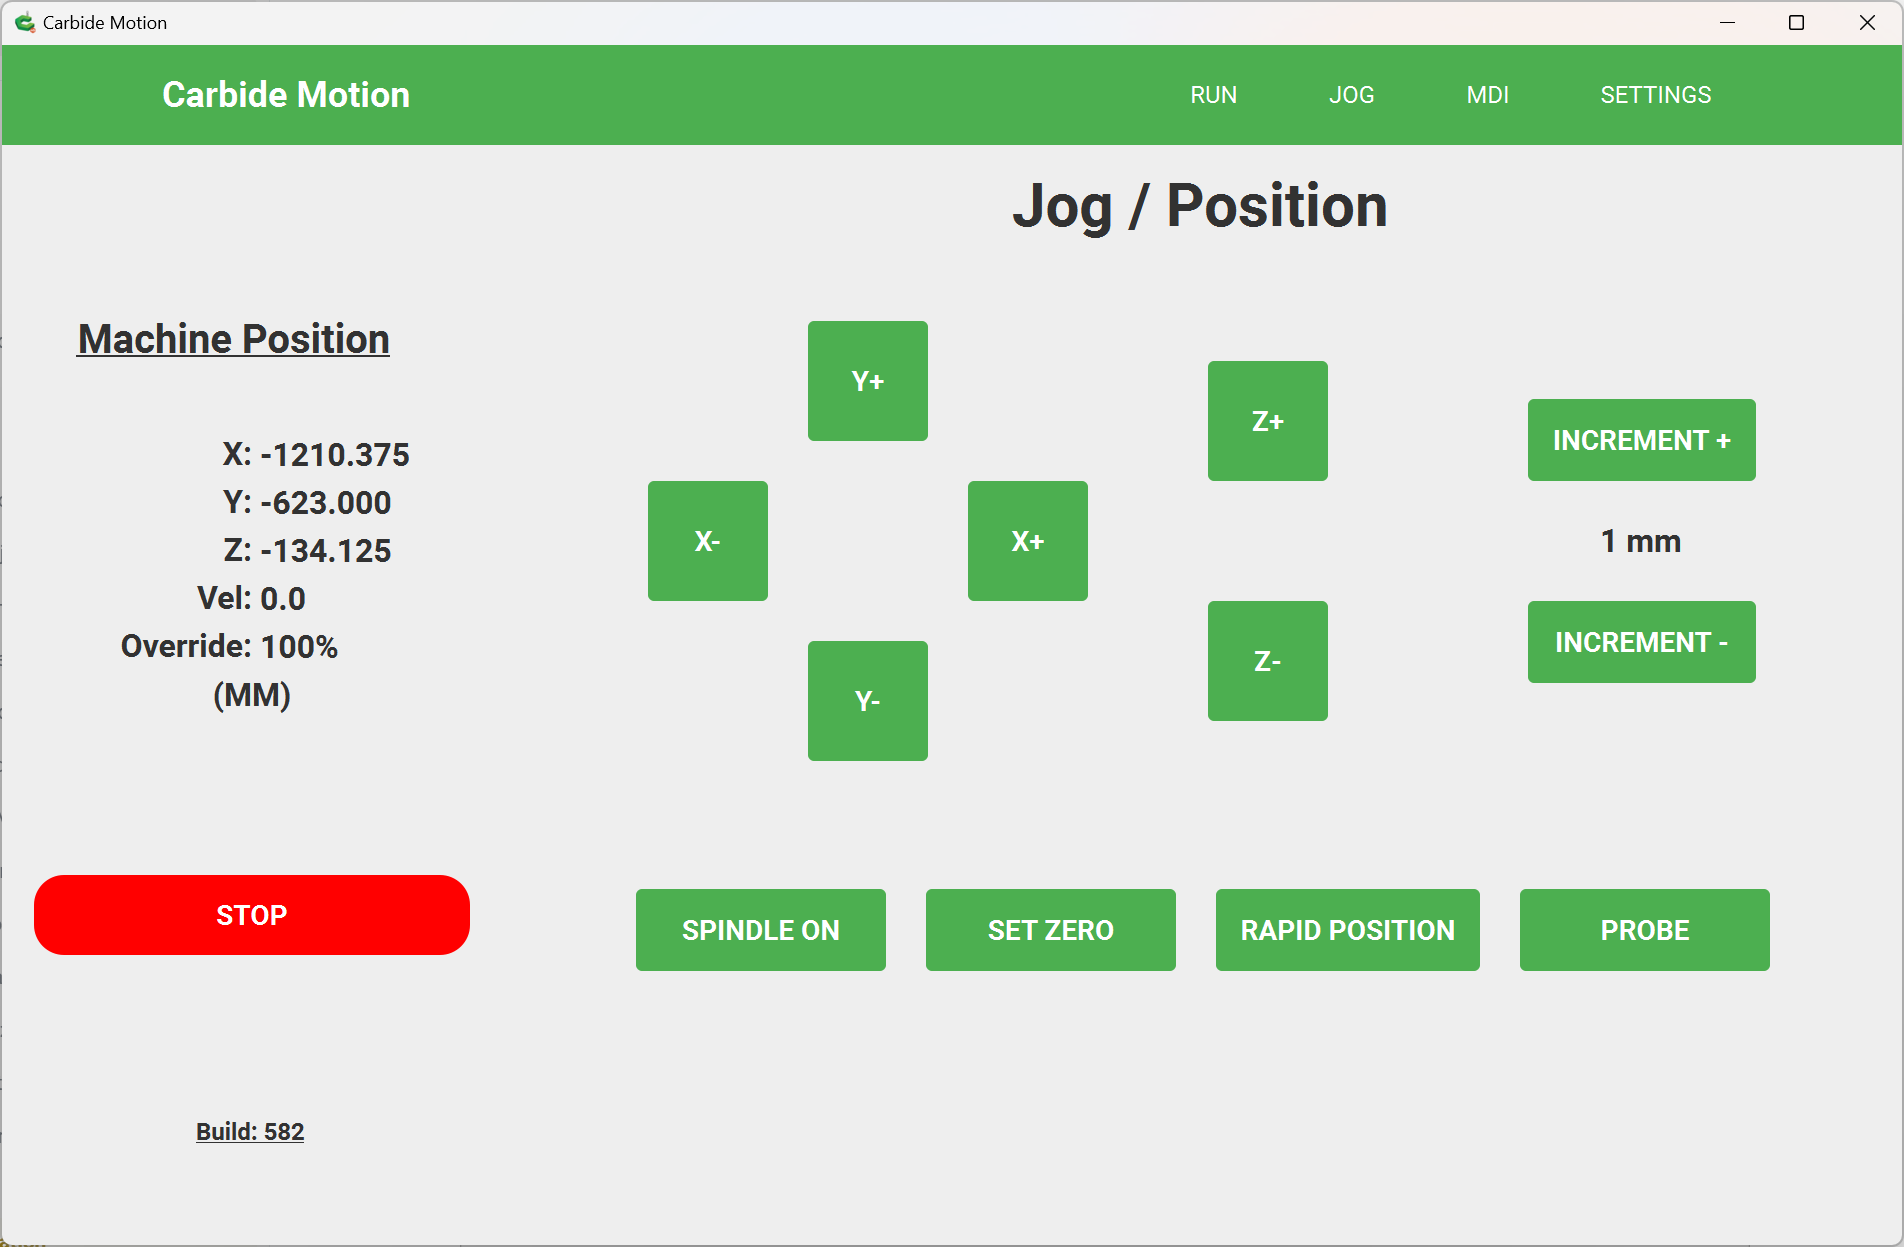 Carbide Motion
Carbide Motion
RUN JOG MDI SETTINGS
Jog / Position
Machine Position
X: -1210.375
Y: -623.000
Z: -134.125
Vel: 0.0
Override: 100%
(MM)
Y+
X-
X+
Y-
Z+
Z-
INCREMENT +
1 mm
INCREMENT -
STOP
SPINDLE ON
SET ZERO
RAPID POSITION
PROBE
Build: 582